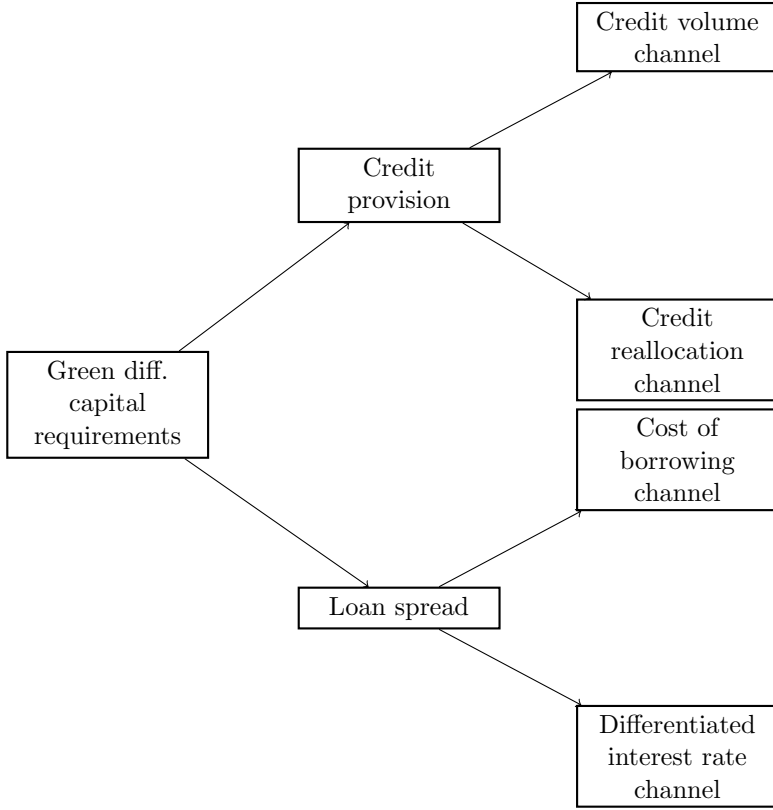 Credit volume
channel
Credit
provision
Credit
reallocation
channel
Green diff.
capital
requirements
Cost of
borrowing
channel
Loan spread
Differentiated
interest rate
channel